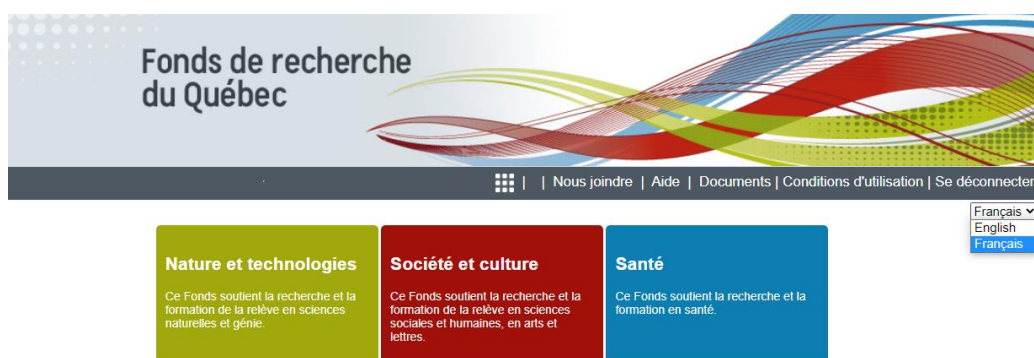 Fonds de recherche
du Québec
| | Nous joindre | Aide | Documents | Conditions d'utilisation | Se déconnecter
Français
English
Français
Nature et technologies
Ce Fonds soutient la recherche et la
formation de la relève en sciences
naturelles et génie.
Société et culture
Ce Fonds soutient la recherche et la
formation de la relève en sciences
sociales et humaines, en arts et
lettres.
Santé
Ce Fonds soutient la recherche et la
formation en santé.